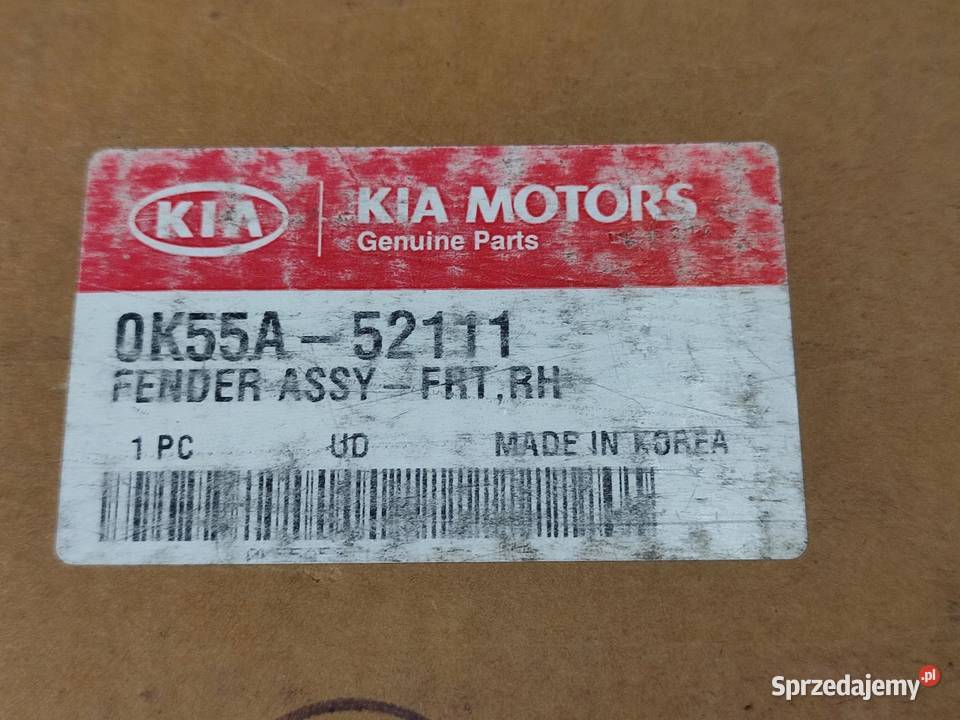 KIA
KIA MOTORS
Genuine Parts
0K55A-52111
FENDER ASSY-FRT,RH
1 PC UD MADE IN KOREA
Sprzedajemy.pl